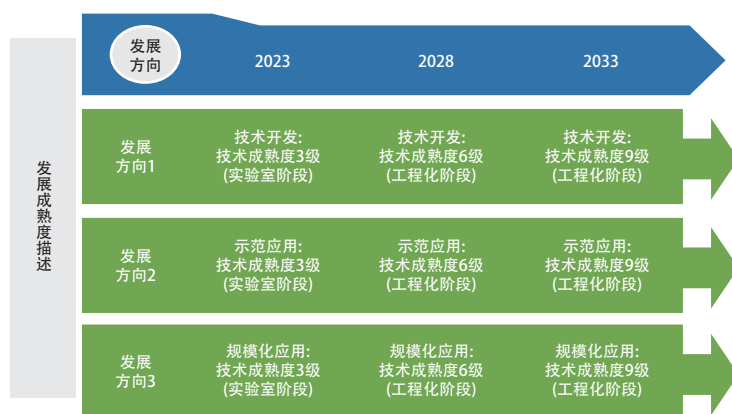 发展
方向
2023
2028
2033
发展成熟度描述
发展
方向1
技术开发:
技术成熟度3级
(实验室阶段)
技术开发:
技术成熟度6级
(工程化阶段)
技术开发:
技术成熟度9级
(工程化阶段)
发展
方向2
示范应用:
技术成熟度3级
(实验室阶段)
示范应用:
技术成熟度6级
(工程化阶段)
示范应用:
技术成熟度9级
(工程化阶段)
发展
方向3
规模化应用:
技术成熟度3级
(实验室阶段)
规模化应用:
技术成熟度6级
(工程化阶段)
规模化应用:
技术成熟度9级
(工程化阶段)